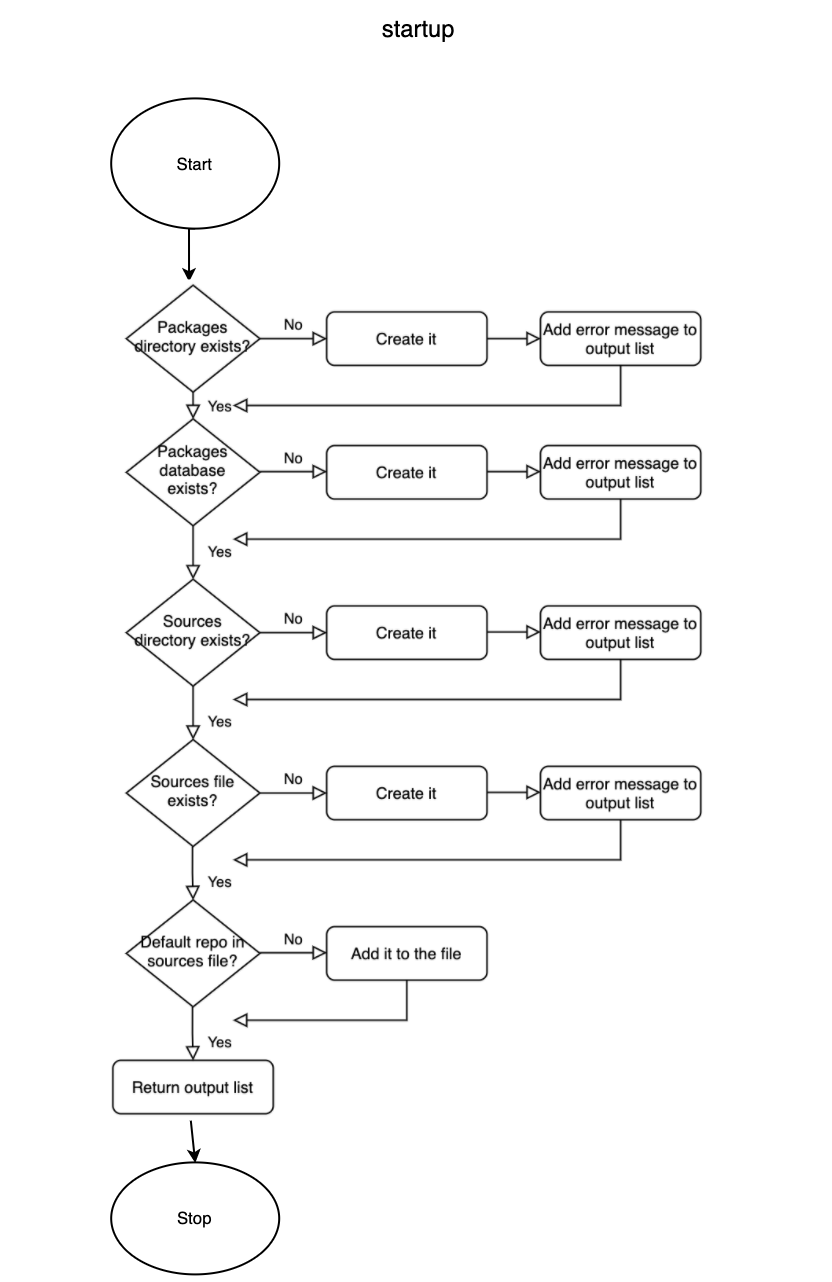 startup
Start
Packages
directory exists?
No
Create it
Add error message to
output list
Yes
Packages
database
exists?
No
Create it
Add error message to
output list
Yes
Sources
directory exists?
No
Create it
Add error message to
output list
Yes
Sources file
exists?
No
Create it
Add error message to
output list
Yes
Default repo in
sources file?
No
Add it to the file
Yes
Return output list
Stop